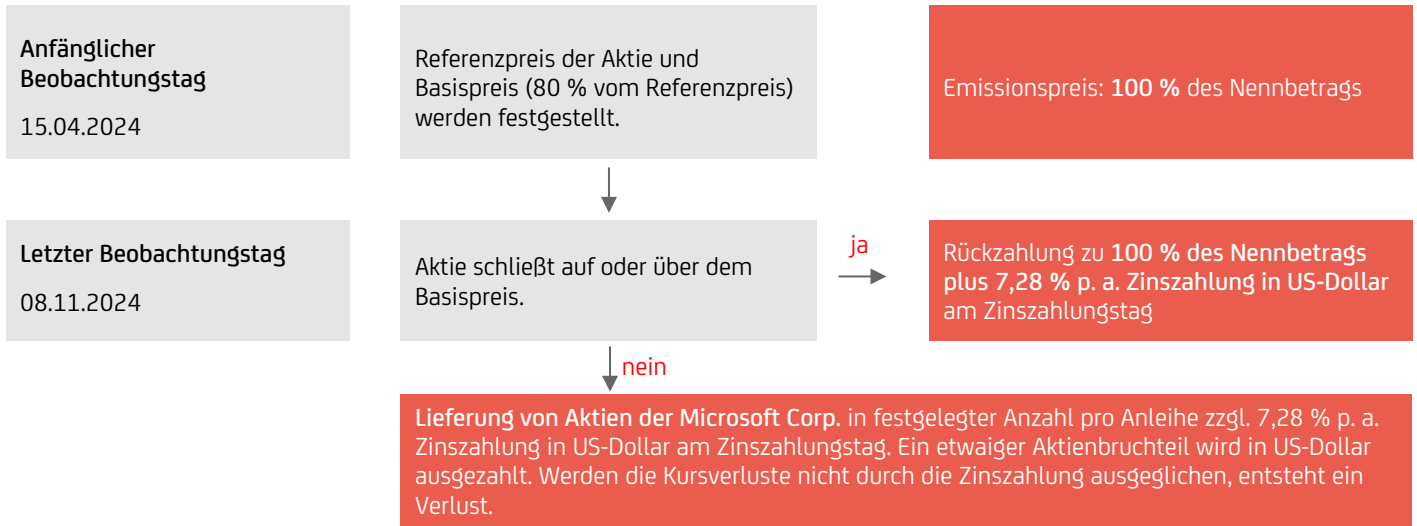 Anfänglicher
Beobachtungstag
15.04.2024
Referenzpreis der Aktie und
Basispreis (80 % vom Referenzpreis)
werden festgestellt.
Emissionspreis: 100 % des Nennbetrags
Letzter Beobachtungstag
08.11.2024
Aktie schließt auf oder über dem
Basispreis.
ja
Rückzahlung zu 100 % des Nennbetrags
plus 7,28 % p. a. Zinszahlung in US-Dollar
am Zinszahlungstag
nein
Lieferung von Aktien der Microsoft Corp. in festgelegter Anzahl pro Anleihe zzgl. 7,28 % p. a.
Zinszahlung in US-Dollar am Zinszahlungstag. Ein etwaiger Aktienbruchteil wird in US-Dollar
ausgezahlt. Werden die Kursverluste nicht durch die Zinszahlung ausgeglichen, entsteht ein
Verlust.